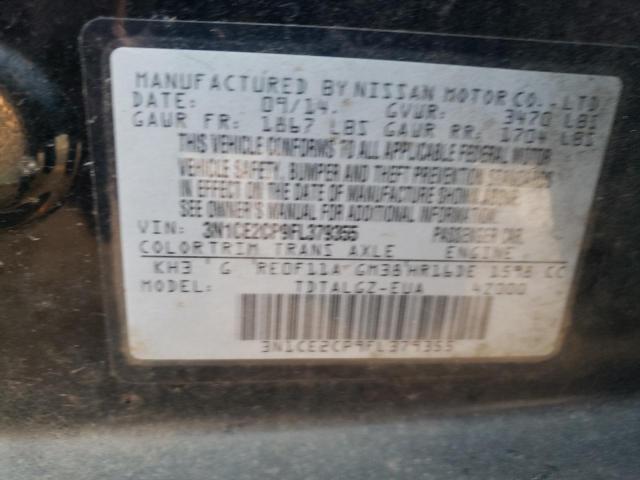 MANUFACTURED BY NISSAN MOTOR CO., LTD
DATE: 09/14. GVWR: 3470 LBS
GAWR FR: 1867 LBS GAWR RR: 1704 LBS
THIS VEHICLE CONFORMS TO ALL APPLICABLE FEDERAL MOTOR
VEHICLE SAFETY, BUMPER AND THEFT PREVENTION STANDARDS
IN EFFECT ON THE DATE OF MANUFACTURE SHOWN ABOVE.
SEE OWNER'S MANUAL FOR ADDITIONAL INFORMATION
VIN: 3N1CE2CP9FL379355 PASSENGER CAR
COLOR TRIM TRANS AXLE ENGINE
KH3 G RE0F11A GM38 HR16DE 1598 CC
MODEL: TDTALGZ-EUA 4Z000
3N1CE2CP9FL379355